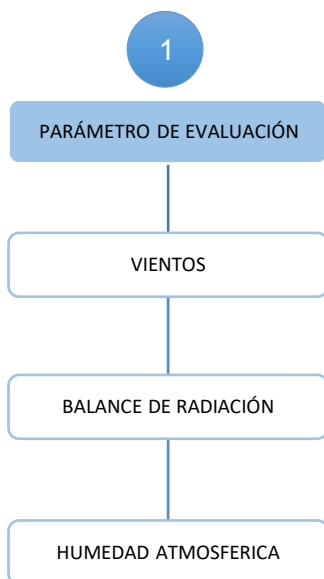 1
PARÁMETRO DE EVALUACIÓN
VIENTOS
BALANCE DE RADIACIÓN
HUMEDAD ATMOSFERICA